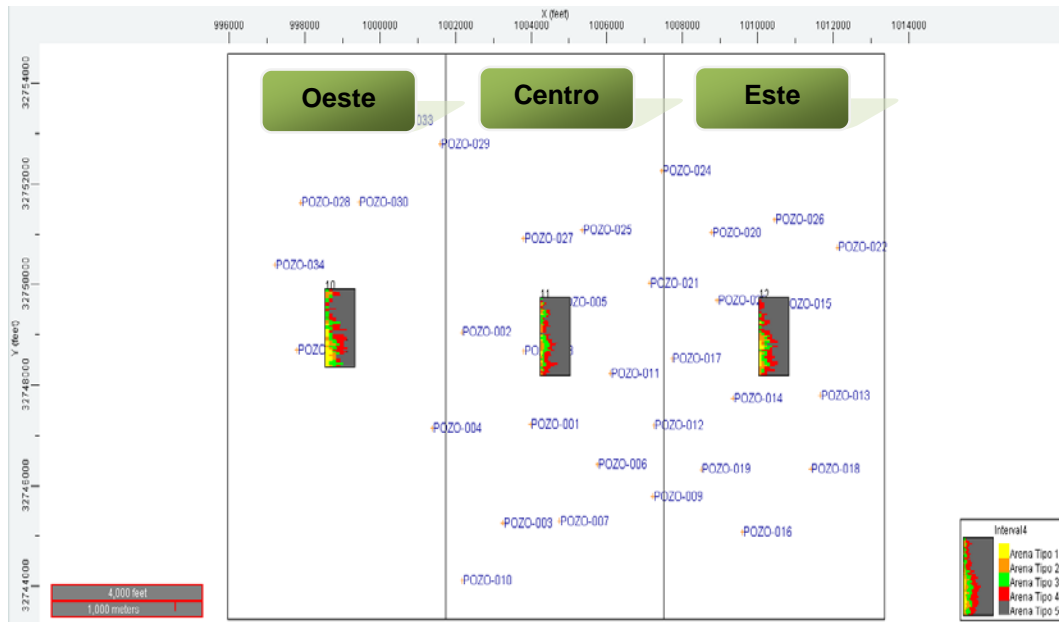 X (feet)
996000 998000 1000000 1002000 1004000 1006000 1008000 1010000 1012000 1014000
Y (feet)
32754000
32752000
32750000
32748000
32746000
32744000
Oeste Centro Este
033
POZO-029
POZO-024
POZO-028 POZO-030
POZO-026
POZO-025 POZO-020
POZO-027
POZO-022
POZO-034
POZO-021
10 11 12
005 POZO-015
POZO-002
POZO-017
POZO-011
POZO-014 POZO-013
POZO-004 POZO-001 POZO-012
POZO-006 POZO-019 POZO-018
POZO-009
POZO-003 POZO-007
POZO-016
POZO-010
4,000 feet
1,000 meters
Interval4
Arena Tipo 1
Arena Tipo 2
Arena Tipo 3
Arena Tipo 4
Arena Tipo 5